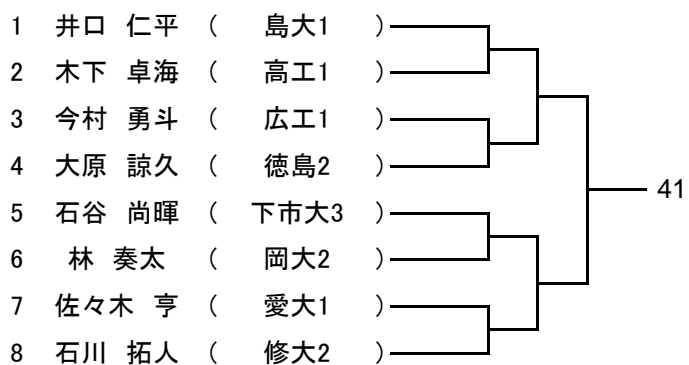 1 井口 仁平 ( 島大1 )
2 木下 卓海 ( 高工1 )
3 今村 勇斗 ( 広工1 )
4 大原 諒久 ( 徳島2 )
41
5 石谷 尚暉 ( 下市大3 )
6 林 奏太 ( 岡大2 )
7 佐々木 亨 ( 愛大1 )
8 石川 拓人 ( 修大2 )